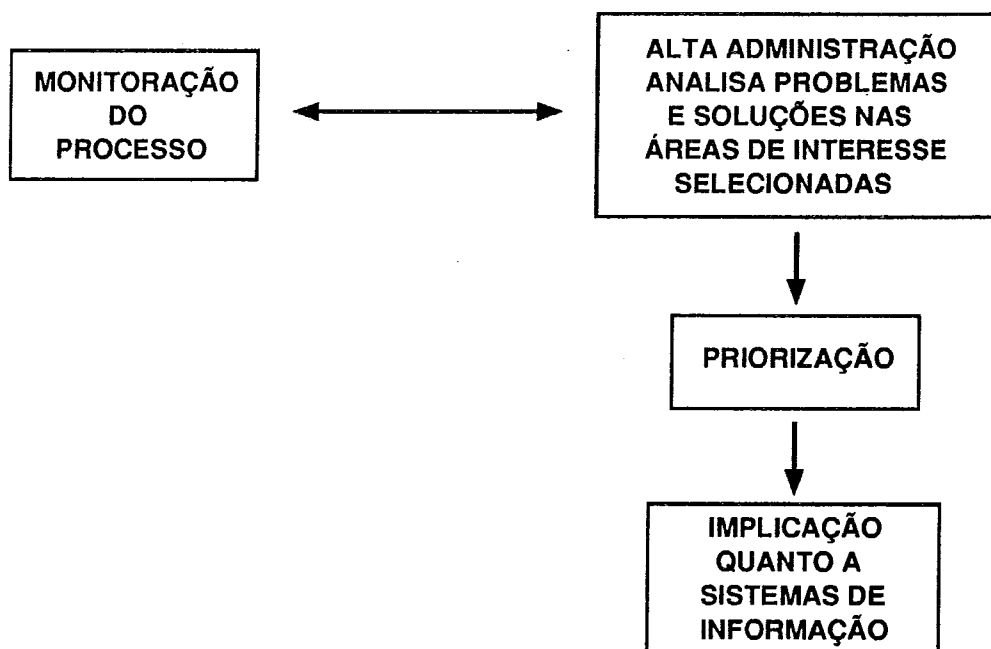 MONITORAÇÃO
DO
PROCESSO
ALTA ADMINISTRAÇÃO
ANALISA PROBLEMAS
E SOLUÇÕES NAS
ÁREAS DE INTERESSE
SELECIONADAS
PRIORIZAÇÃO
IMPLICAÇÃO
QUANTO A
SISTEMAS DE
INFORMAÇÃO